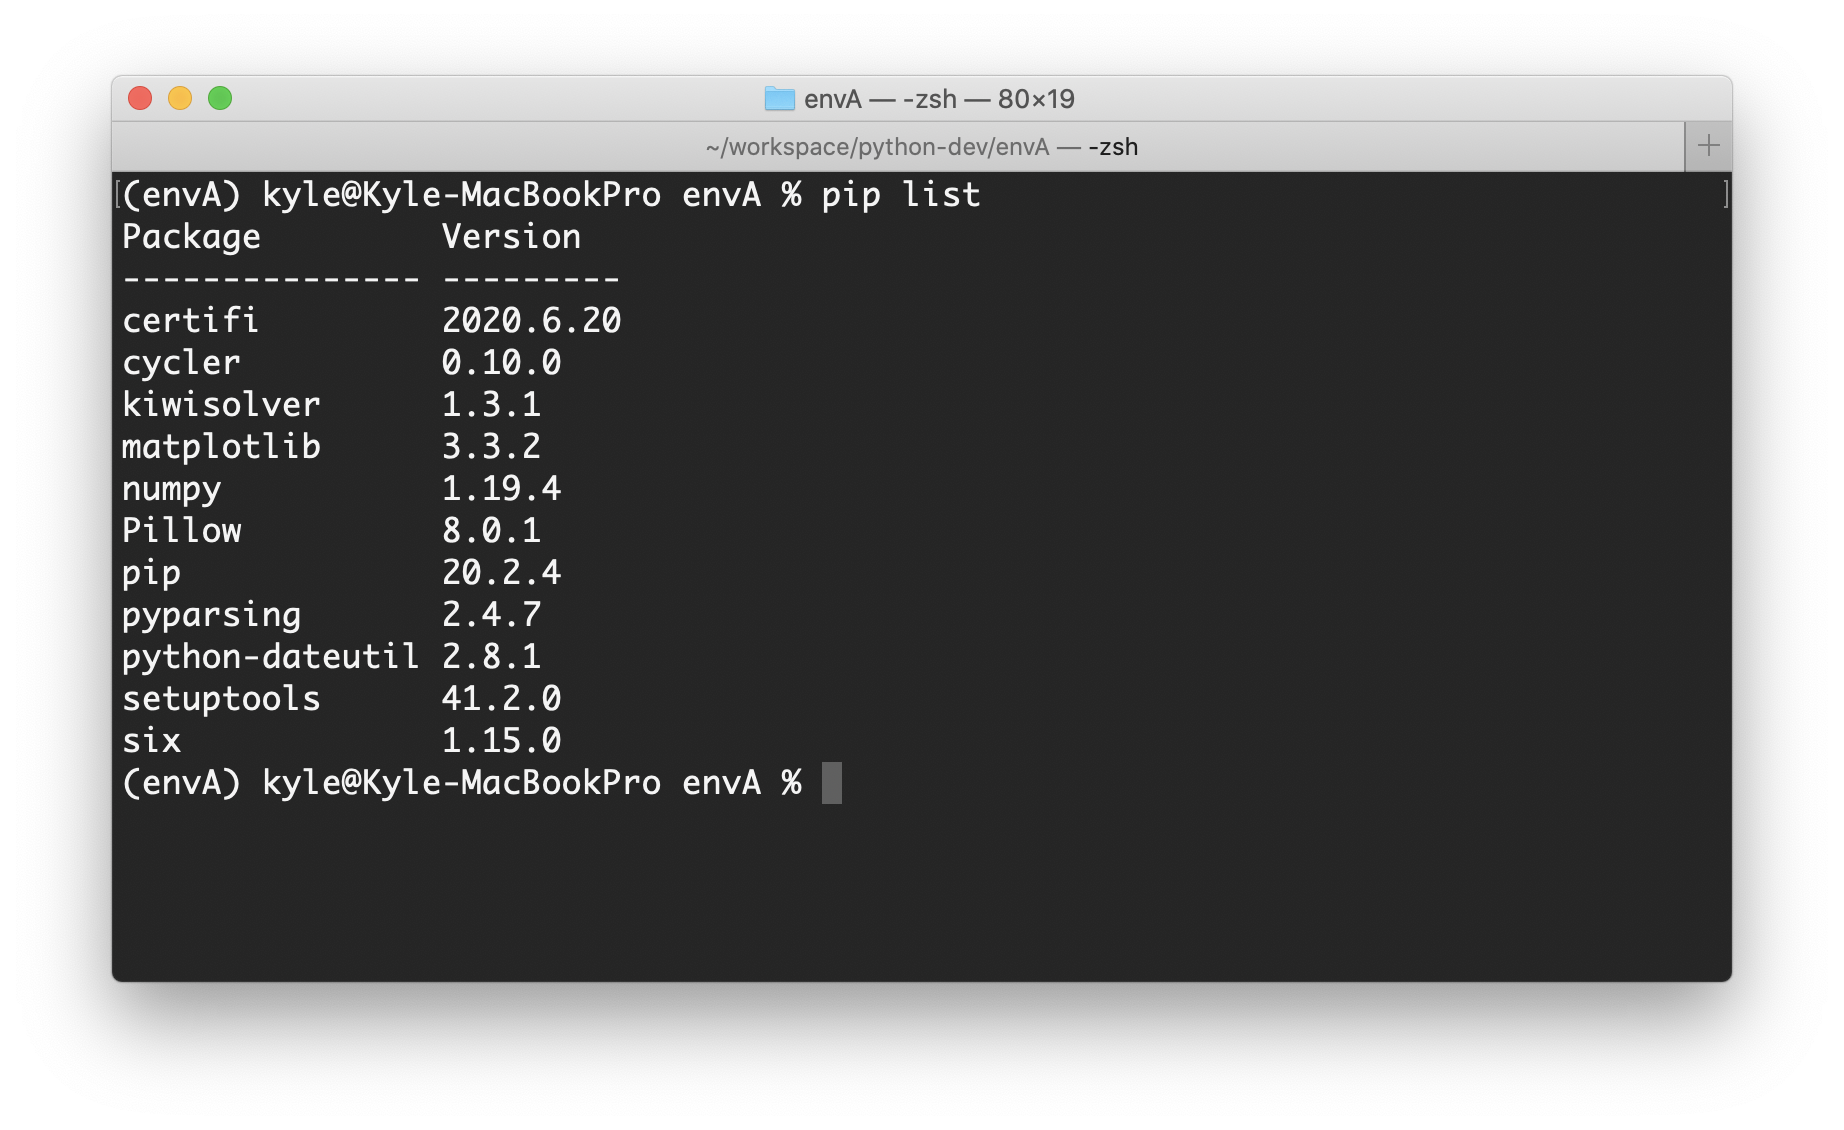 envA — -zsh — 80×19
~/workspace/python-dev/envA — -zsh
(envA) kyle@Kyle-MacBookPro envA % pip list
Package         Version
--------------- ---------
certifi         2020.6.20
cycler          0.10.0
kiwisolver      1.3.1
matplotlib      3.3.2
numpy           1.19.4
Pillow          8.0.1
pip             20.2.4
pyparsing       2.4.7
python-dateutil 2.8.1
setuptools      41.2.0
six             1.15.0
(envA) kyle@Kyle-MacBookPro envA %